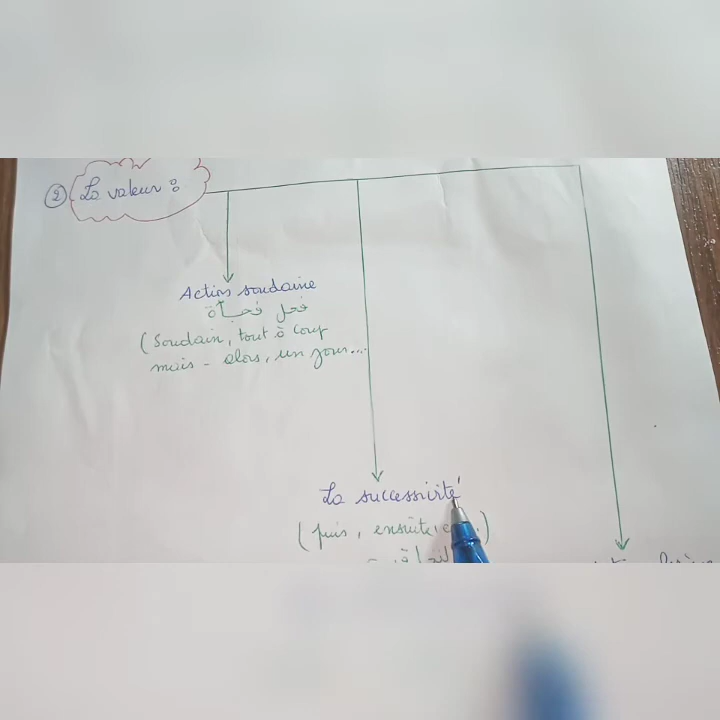 ② La valeur :
Action soudaine
فعل فجأة
(Soudain, tout à coup
mais - alors, un jour...
La successivité
(puis, ensuite,